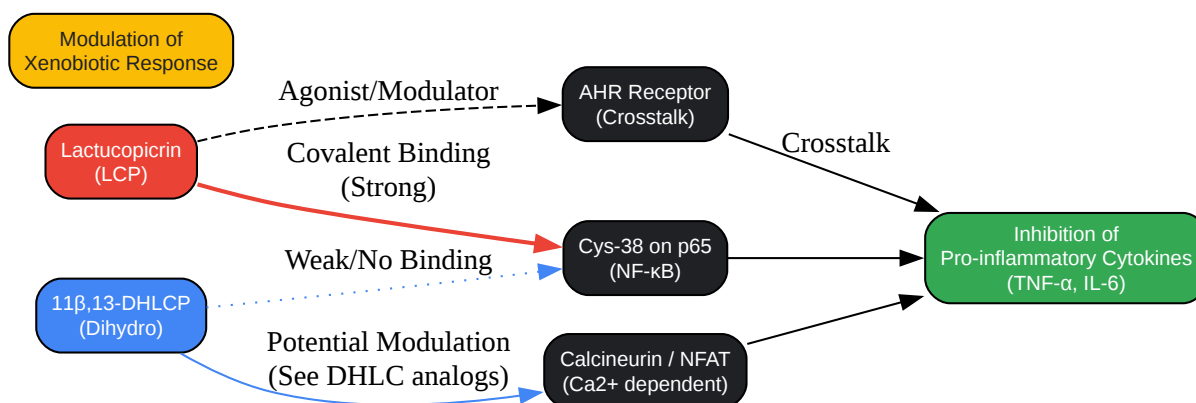 Modulation of
Xenobiotic Response
Agonist/Modulator
AHR Receptor
(Crosstalk)
Crosstalk
Lactucopicrin
(LCP)
Covalent Binding
(Strong)
Cys-38 on p65
(NF-κB)
Inhibition of
Pro-inflammatory Cytokines
(TNF-α, IL-6)
Weak/No Binding
11β,13-DHLCP
(Dihydro)
Potential Modulation
(See DHLC analogs)
Calcineurin / NFAT
(Ca2+ dependent)